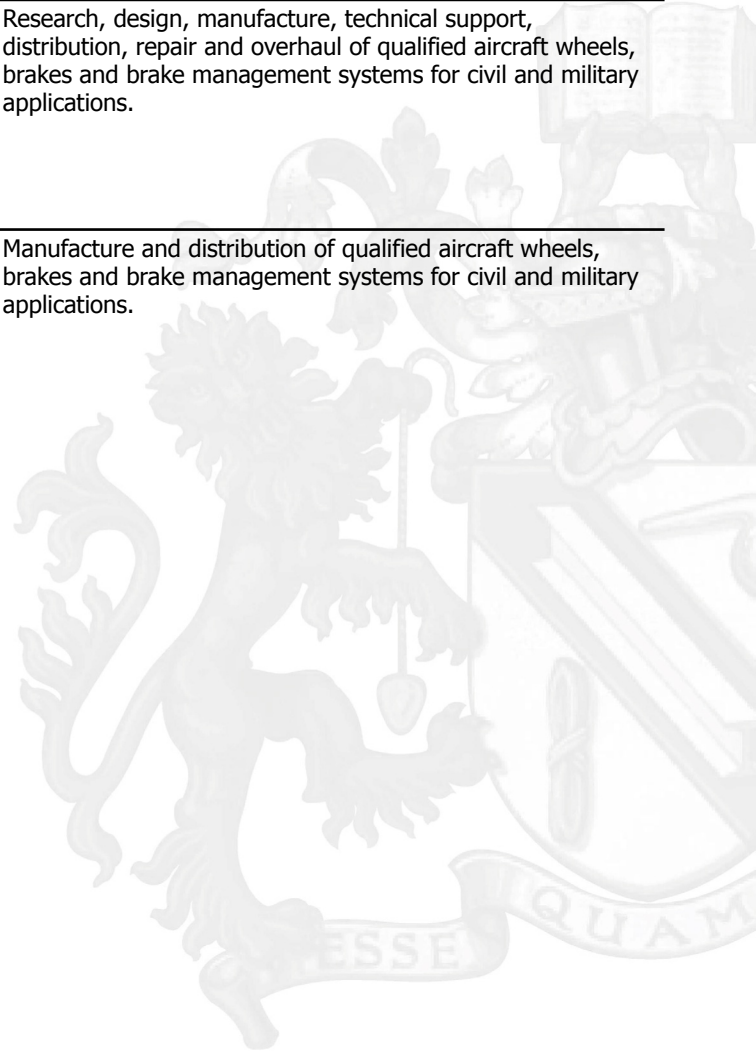 Research, design, manufacture, technical support,
distribution, repair and overhaul of qualified aircraft wheels,
brakes and brake management systems for civil and military
applications.
Manufacture and distribution of qualified aircraft wheels,
brakes and brake management systems for civil and military
applications.
ESSE QUAM